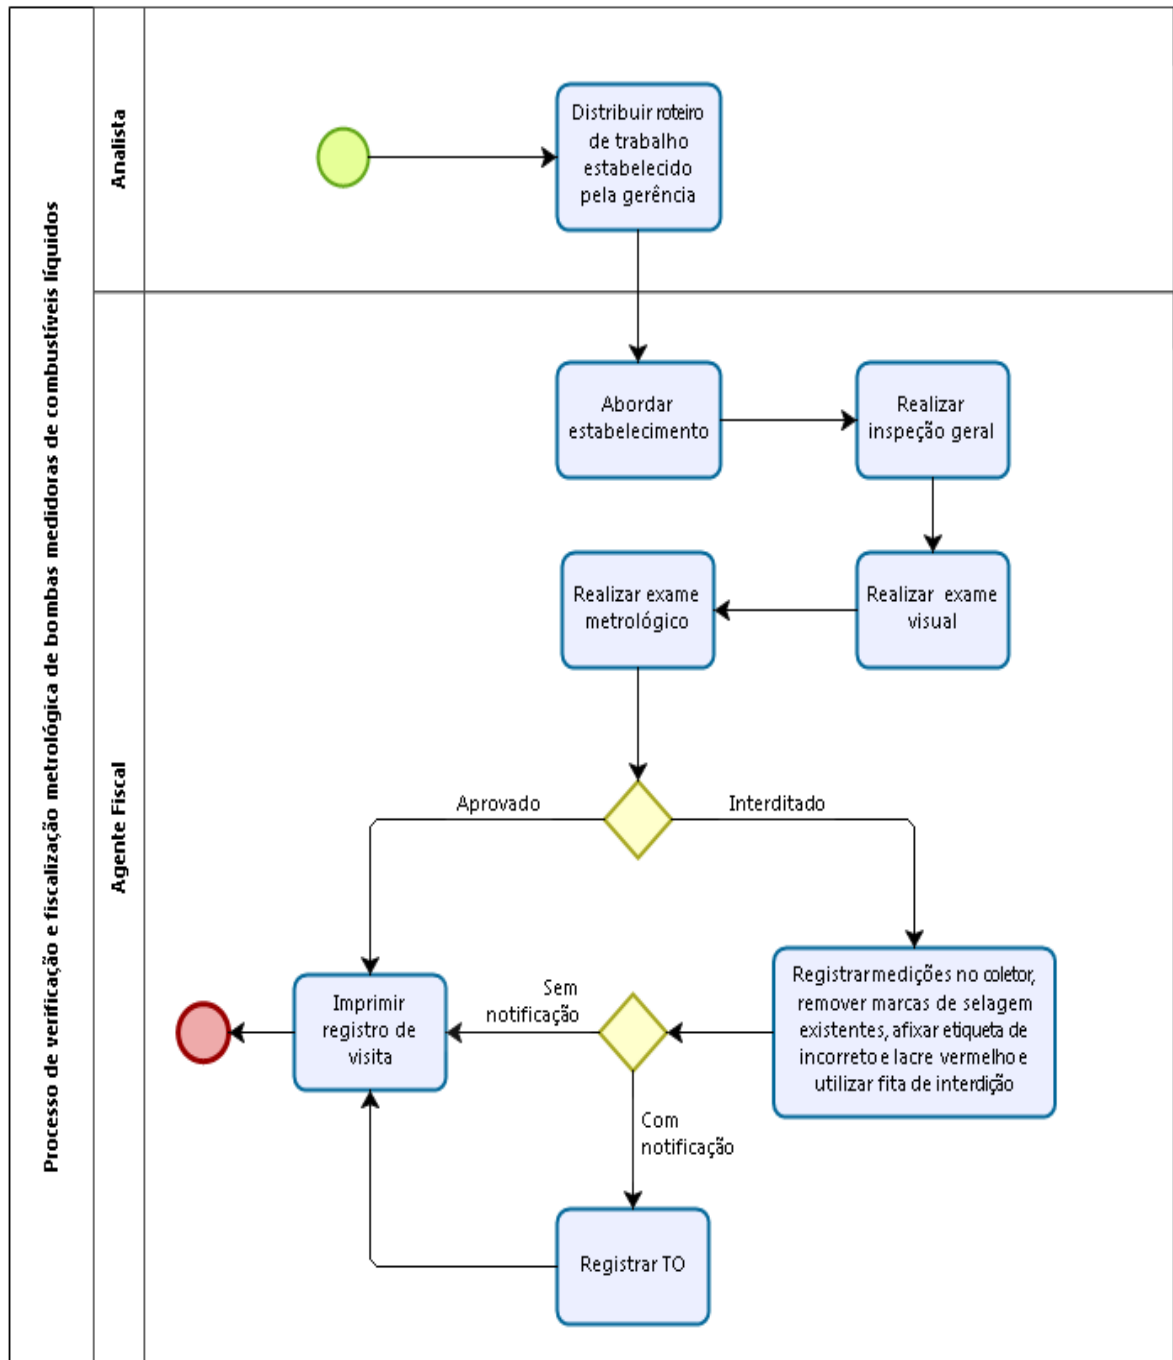 Processo de verificação e fiscalização metrológica de bombas medidoras de combustíveis líquidos
Analista
Distribuir roteiro
de trabalho
estabelecido
pela gerência
Agente Fiscal
Abordar
estabelecimento
Realizar
inspeção geral
Realizar exame
visual
Realizar exame
metrológico
Aprovado
Interditado
Registrar medições no coletor,
remover marcas de selagem
existentes, afixar etiqueta de
incorreto e lacre vermelho e
utilizar fita de interdição
Sem
notificação
Imprimir
registro de
visita
Com
notificação
Registrar TO